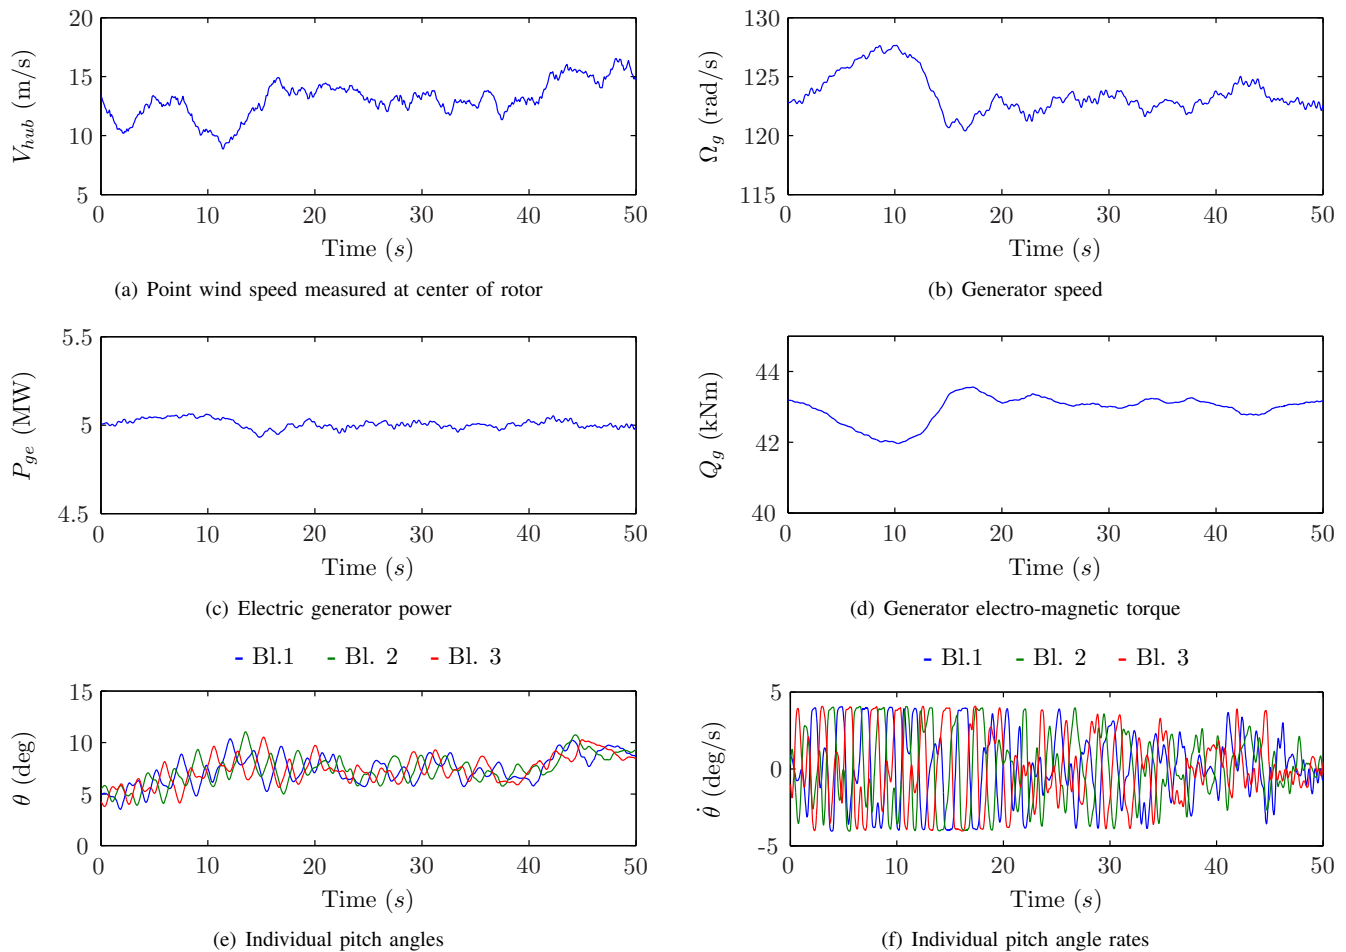 20
15
10
5
V_hub (m/s)
0 10 20 30 40 50
Time (s)
(a) Point wind speed measured at center of rotor
130
125
120
115
Ω_g (rad/s)
0 10 20 30 40 50
Time (s)
(b) Generator speed
5.5
5
4.5
P_ge (MW)
0 10 20 30 40 50
Time (s)
(c) Electric generator power
44
42
40
Q_g (kNm)
0 10 20 30 40 50
Time (s)
(d) Generator electro-magnetic torque
Bl.1 Bl. 2 Bl. 3
15
10
5
0
θ (deg)
0 10 20 30 40 50
Time (s)
(e) Individual pitch angles
Bl.1 Bl. 2 Bl. 3
5
0
-5
θ̇ (deg/s)
0 10 20 30 40 50
Time (s)
(f) Individual pitch angle rates